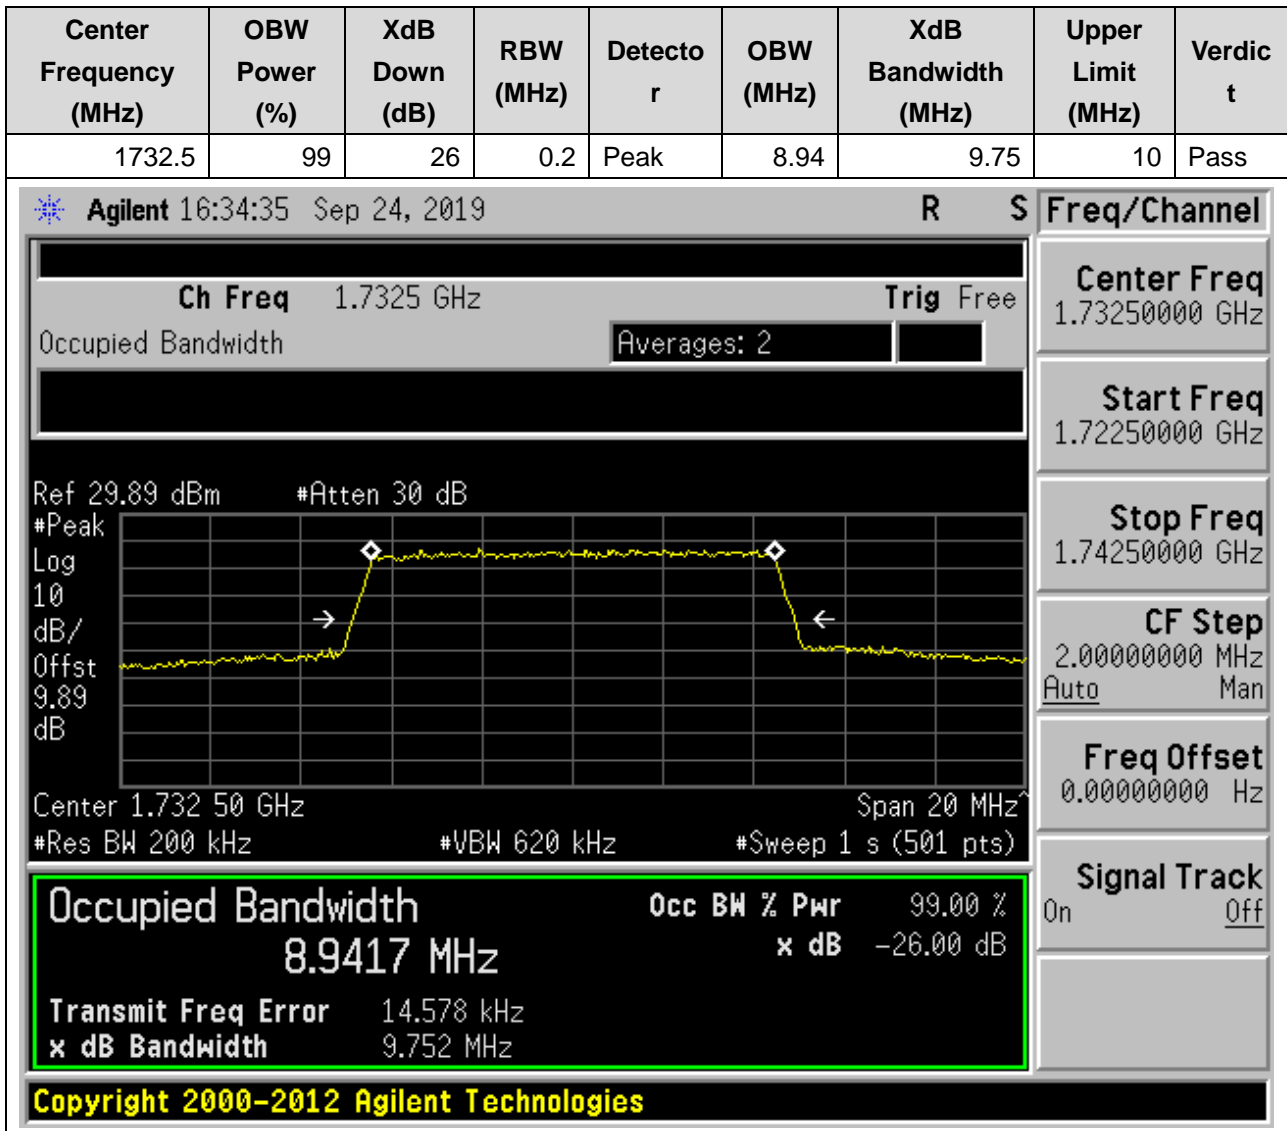 Center Frequency (MHz) OBW Power (%) XdB Down (dB) RBW (MHz) Detector OBW (MHz) XdB Bandwidth (MHz) Upper Limit (MHz) Verdict
1732.5 99 26 0.2 Peak 8.94 9.75 10 Pass
Agilent 16:34:35 Sep 24, 2019 R S
Ch Freq 1.7325 GHz Trig Free
Occupied Bandwidth Averages: 2
Ref 29.89 dBm #Atten 30 dB
#Peak
Log
10
dB/
Offst
9.89
dB
Center 1.732 50 GHz Span 20 MHz^
#Res BW 200 kHz #VBW 620 kHz #Sweep 1 s (501 pts)
Occupied Bandwidth Occ BW % Pwr 99.00 %
8.9417 MHz x dB -26.00 dB
Transmit Freq Error 14.578 kHz
x dB Bandwidth 9.752 MHz
Copyright 2000-2012 Agilent Technologies
Freq/Channel
Center Freq
1.73250000 GHz
Start Freq
1.72250000 GHz
Stop Freq
1.74250000 GHz
CF Step
2.00000000 MHz
Auto Man
Freq Offset
0.00000000 Hz
Signal Track
On Off